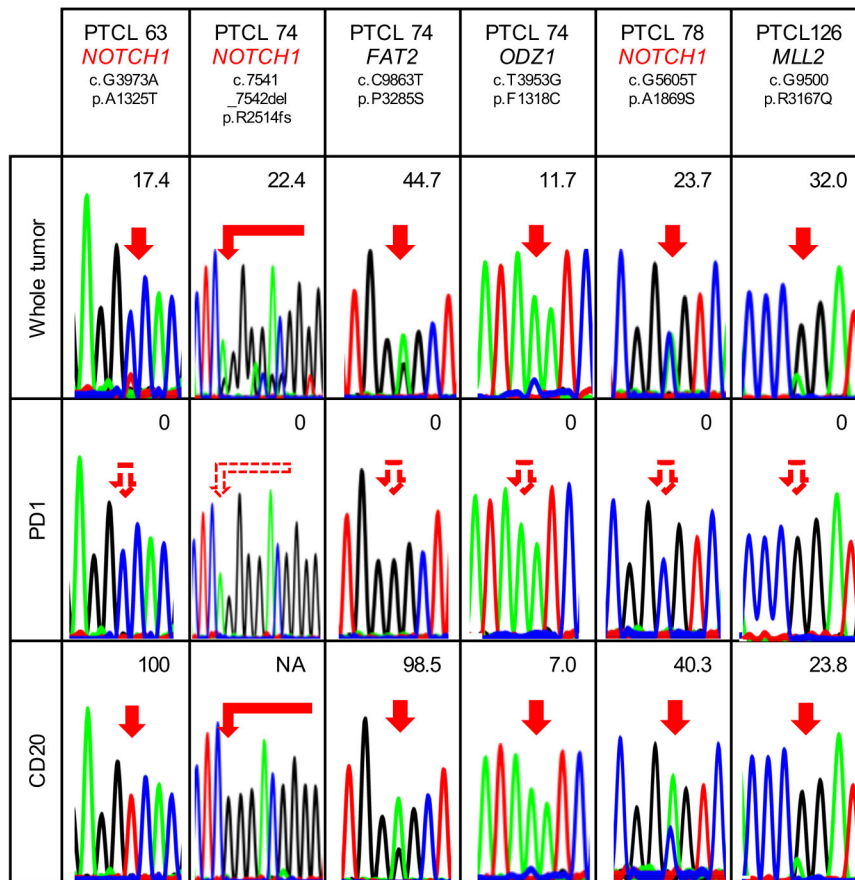 PTCL 63
NOTCH1
c.G3973A
p.A1325T
PTCL 74
NOTCH1
c.7541
_7542del
p.R2514fs
PTCL 74
FAT2
c.C9863T
p.P3285S
PTCL 74
ODZ1
c.T3953G
p.F1318C
PTCL 78
NOTCH1
c.G5605T
p.A1869S
PTCL126
MLL2
c.G9500
p.R3167Q
Whole tumor
17.4
22.4
44.7
11.7
23.7
32.0
PD1
0
0
0
0
0
0
CD20
100
NA
98.5
7.0
40.3
23.8